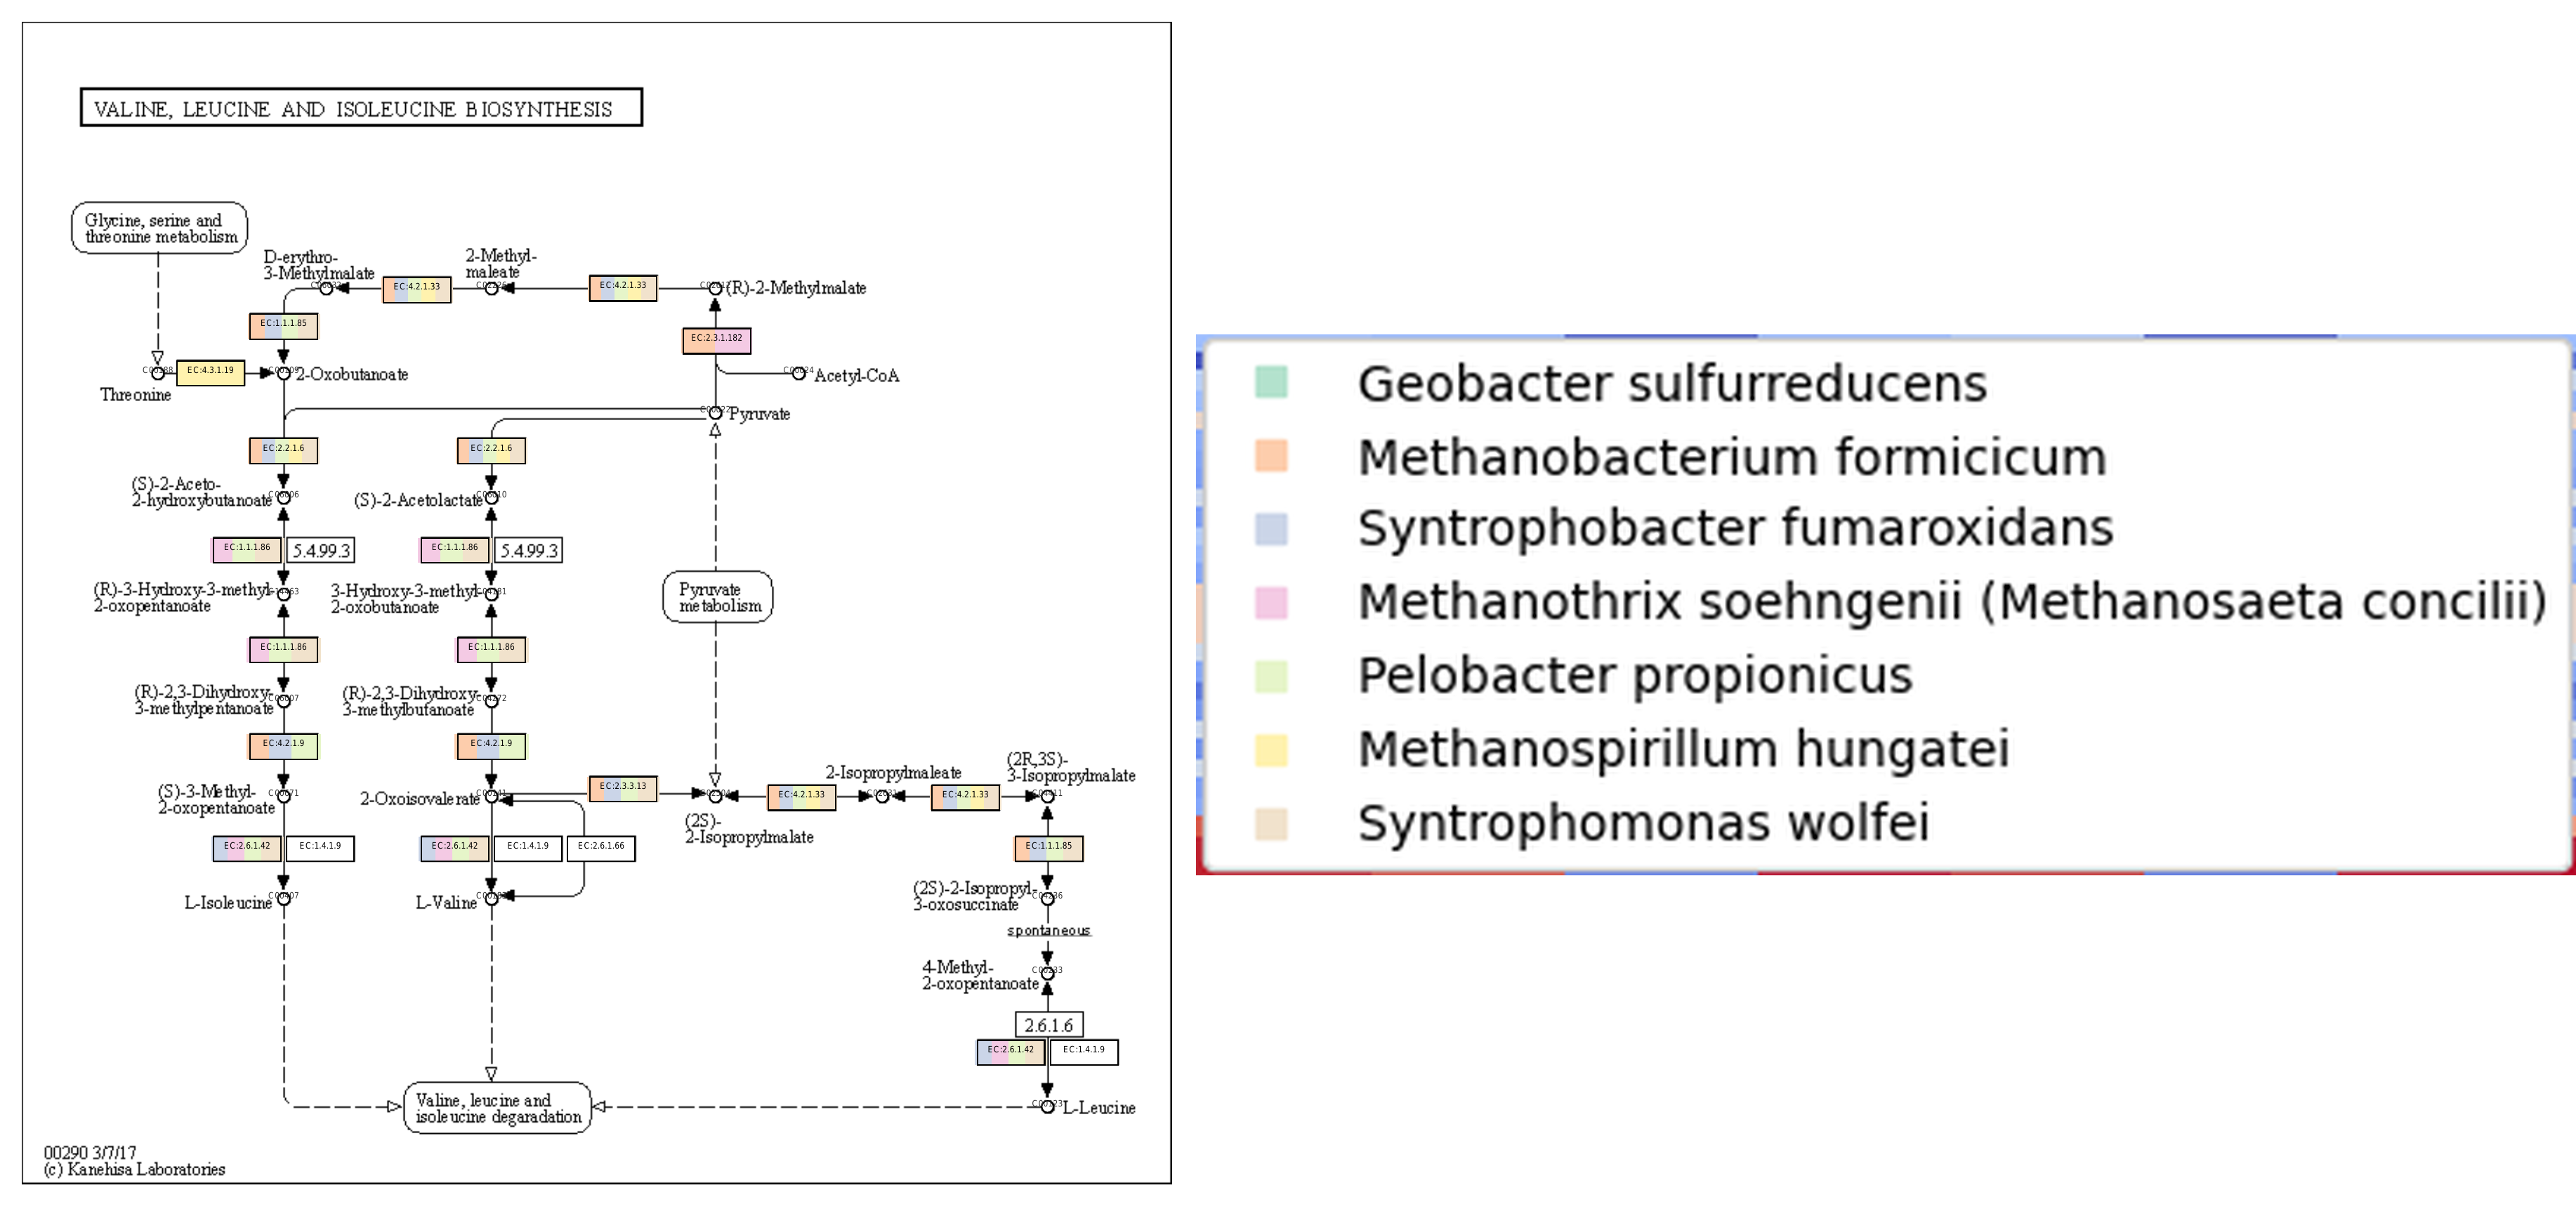 VALINE, LEUCINE AND ISOLEUCINE BIOSYNTHESIS
Glycine, serine and
threonine metabolism
D-erythro-
3-Methylmalate
EC:4.2.1.33
2-Methyl-
maleate
EC:4.2.1.33
(R)-2-Methylmalate
EC:1.1.1.85
EC:2.3.1.182
EC:4.3.1.19
2-Oxobutanoate
Acetyl-CoA
Threonine
Pyruvate
EC:2.2.1.6
EC:2.2.1.6
(S)-2-Aceto-
2-hydroxybutanoate
(S)-2-Acetolactate
EC:1.1.1.86
5.4.99.3
EC:1.1.1.86
5.4.99.3
(R)-3-Hydroxy-3-methyl-
2-oxopentanoate
3-Hydroxy-3-methyl-
2-oxobutanoate
Pyruvate
metabolism
EC:1.1.1.86
EC:1.1.1.86
(R)-2,3-Dihydroxy-
3-methylpentanoate
(R)-2,3-Dihydroxy-
3-methylbutanoate
EC:4.2.1.9
EC:4.2.1.9
(S)-3-Methyl-
2-oxopentanoate
2-Oxoisovalerate
EC:2.3.3.13
(2S)-
2-Isopropylmalate
EC:4.2.1.33
2-Isopropylmaleate
EC:4.2.1.33
(2R,3S)-
3-Isopropylmalate
EC:2.6.1.42
EC:1.4.1.9
EC:2.6.1.42
EC:1.4.1.9
EC:2.6.1.66
EC:1.1.1.85
L-Isoleucine
L-Valine
(2S)-2-Isopropyl-
3-oxosuccinate
spontaneous
4-Methyl-
2-oxopentanoate
2.6.1.6
EC:2.6.1.42
EC:1.4.1.9
Valine, leucine and
isoleucine degaradation
L-Leucine
00290 3/7/17
(c) Kanehisa Laboratories
Geobacter sulfurreducens
Methanobacterium formicicum
Syntrophobacter fumaroxidans
Methanothrix soehngenii (Methanosaeta concilii)
Pelobacter propionicus
Methanospirillum hungatei
Syntrophomonas wolfei